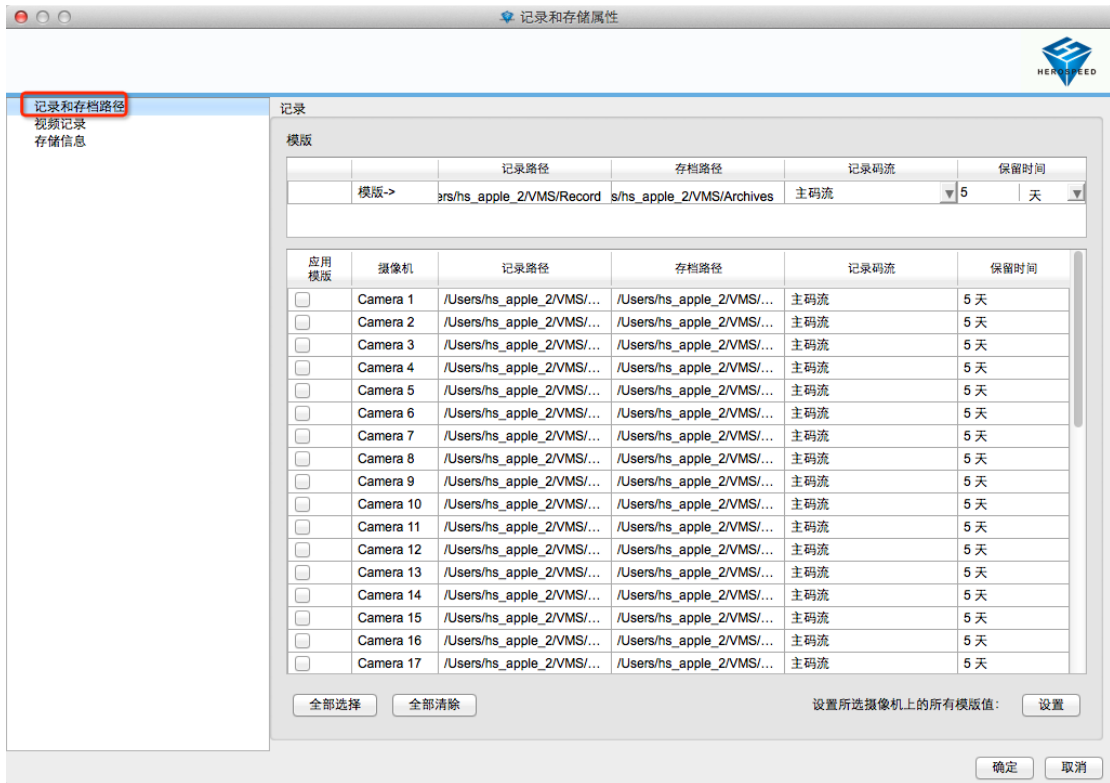 记录和存储属性
HEROSPEED
记录和存档路径
视频记录
存储信息
记录
模版
记录路径 存档路径 记录码流 保留时间
模版-> ers/hs_apple_2/VMS/Record s/hs_apple_2/VMS/Archives 主码流 5 天
应用
模版 摄像机 记录路径 存档路径 记录码流 保留时间
Camera 1 /Users/hs_apple_2/VMS/... /Users/hs_apple_2/VMS/... 主码流 5 天
Camera 2 /Users/hs_apple_2/VMS/... /Users/hs_apple_2/VMS/... 主码流 5 天
Camera 3 /Users/hs_apple_2/VMS/... /Users/hs_apple_2/VMS/... 主码流 5 天
Camera 4 /Users/hs_apple_2/VMS/... /Users/hs_apple_2/VMS/... 主码流 5 天
Camera 5 /Users/hs_apple_2/VMS/... /Users/hs_apple_2/VMS/... 主码流 5 天
Camera 6 /Users/hs_apple_2/VMS/... /Users/hs_apple_2/VMS/... 主码流 5 天
Camera 7 /Users/hs_apple_2/VMS/... /Users/hs_apple_2/VMS/... 主码流 5 天
Camera 8 /Users/hs_apple_2/VMS/... /Users/hs_apple_2/VMS/... 主码流 5 天
Camera 9 /Users/hs_apple_2/VMS/... /Users/hs_apple_2/VMS/... 主码流 5 天
Camera 10 /Users/hs_apple_2/VMS/... /Users/hs_apple_2/VMS/... 主码流 5 天
Camera 11 /Users/hs_apple_2/VMS/... /Users/hs_apple_2/VMS/... 主码流 5 天
Camera 12 /Users/hs_apple_2/VMS/... /Users/hs_apple_2/VMS/... 主码流 5 天
Camera 13 /Users/hs_apple_2/VMS/... /Users/hs_apple_2/VMS/... 主码流 5 天
Camera 14 /Users/hs_apple_2/VMS/... /Users/hs_apple_2/VMS/... 主码流 5 天
Camera 15 /Users/hs_apple_2/VMS/... /Users/hs_apple_2/VMS/... 主码流 5 天
Camera 16 /Users/hs_apple_2/VMS/... /Users/hs_apple_2/VMS/... 主码流 5 天
Camera 17 /Users/hs_apple_2/VMS/... /Users/hs_apple_2/VMS/... 主码流 5 天
全部选择 全部清除 设置所选摄像机上的所有模版值: 设置
确定 取消